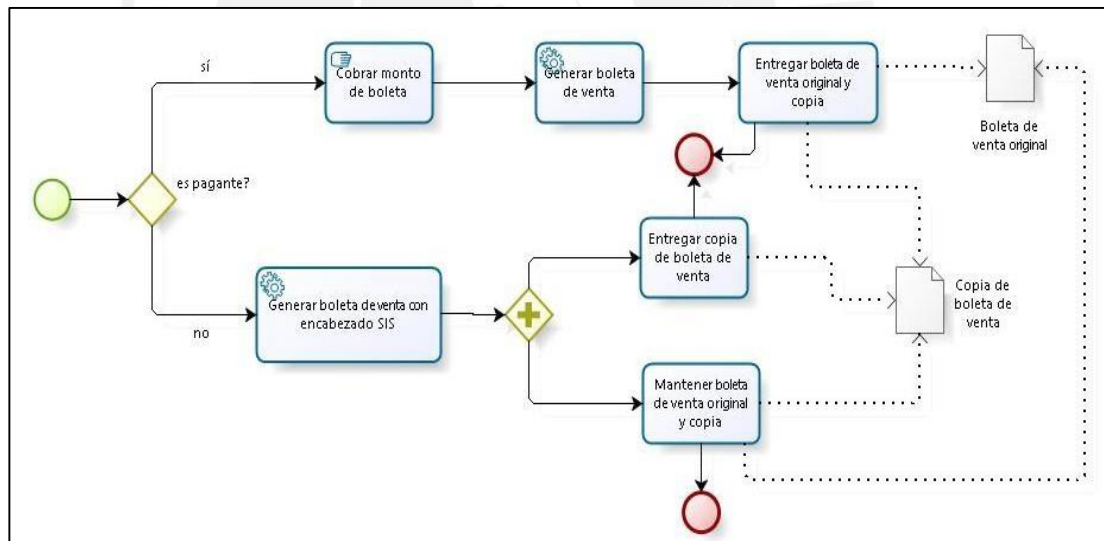 sí
Cobrar monto
de boleta
Generar boleta
de venta
Entregar boleta de
venta original y
copia
Boleta de
venta original
es pagante?
Entregar copia
de boleta de
venta
Copia de
boleta de
venta
no
Generar boleta de venta con
encabezado SIS
Mantener boleta
de venta original
y copia